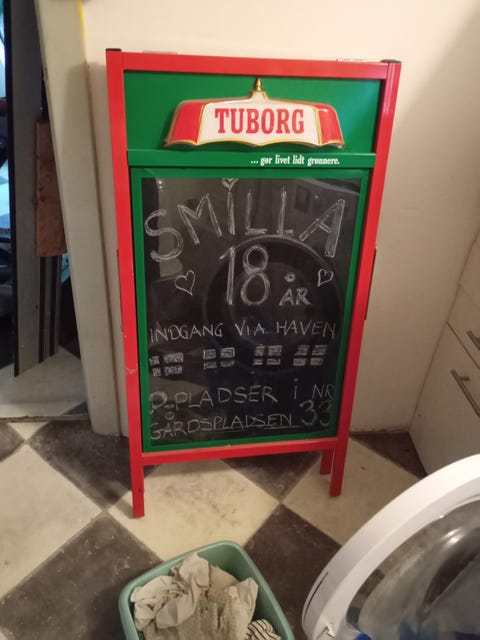 TUBORG
... gør livet lidt grønnere.
SMILLA
18 ÅR
INDGANG VIA HAVEN
P-PLADSER i NR
GÅRDSPLADSEN 33